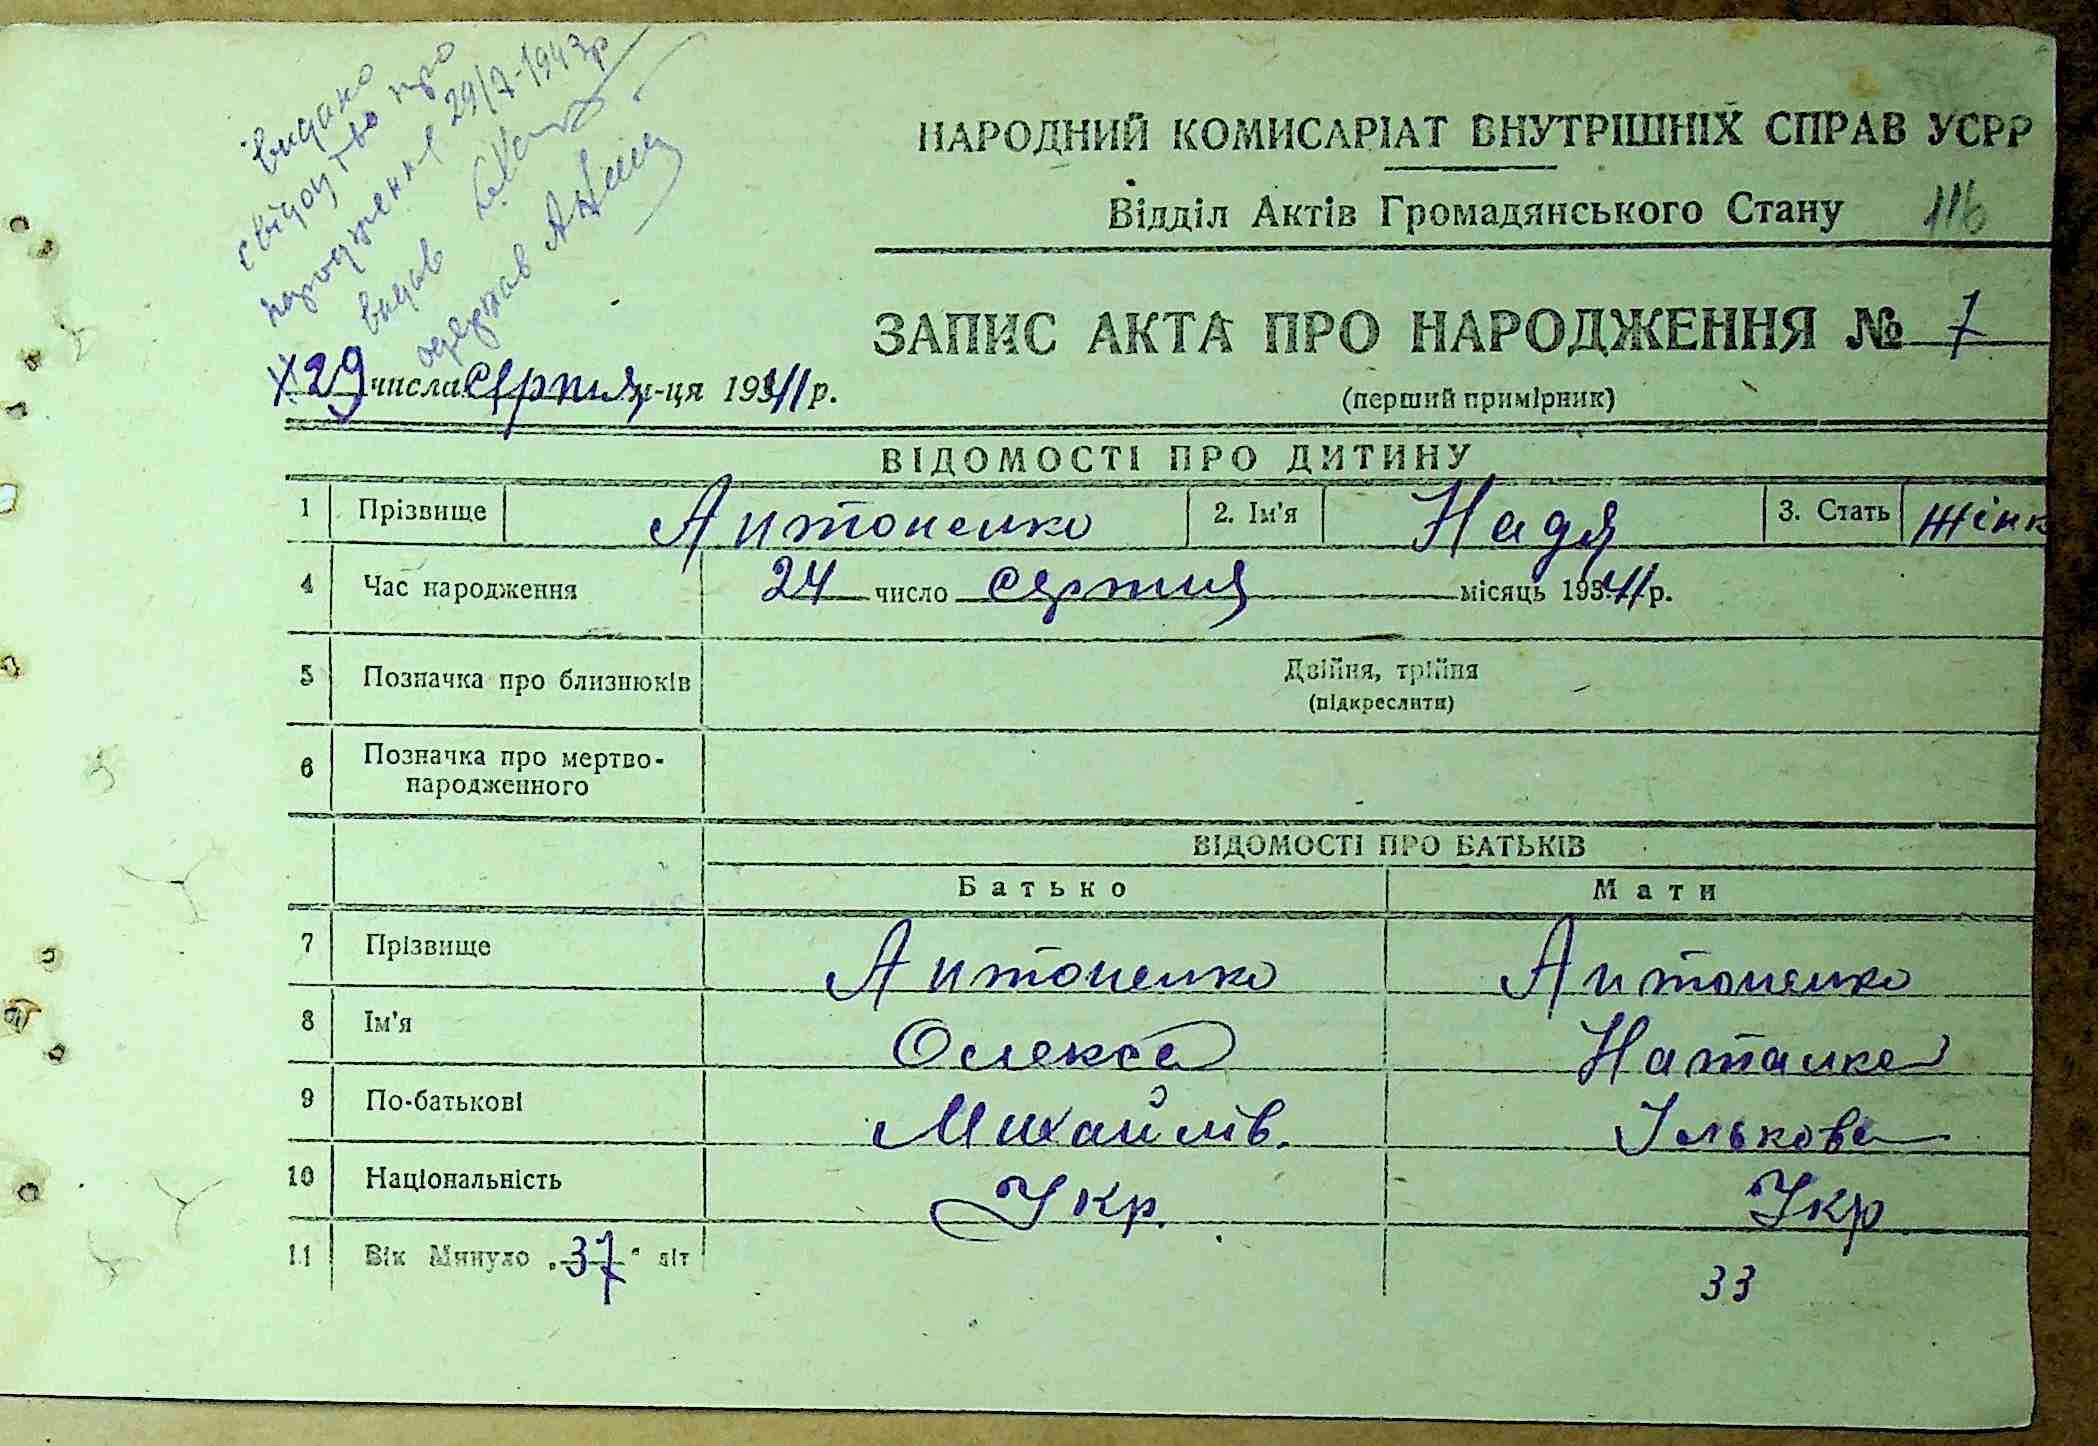 видано
свідоцтво про
народження 29/7-1943р
видав
одержав
НАРОДНИЙ КОМИСАРІАТ ВНУТРІШНІХ СПРАВ УСРР
Відділ Актів Громадянського Стану 116
ЗАПИС АКТА ПРО НАРОДЖЕННЯ № 7
(перший примірник)
29 числа серпня м-ця 1941 р.
ВІДОМОСТІ ПРО ДИТИНУ
1 Прізвище Антоненко 2. Ім'я Надя 3. Стать жінк
4 Час народження 24 число серпня місяць 1941 р.
5 Позначка про близнюків Двійня, трійня
(підкреслити)
6 Позначка про мертво-
народженного
ВІДОМОСТІ ПРО БАТЬКІВ
Батько Мати
7 Прізвище Антоненко Антоненко
8 Ім'я Олекса Наталка
9 По-батькові Михайлів.Ількова
10 Національність Укр. Укр
11 Вік Минуло „37" літ 33